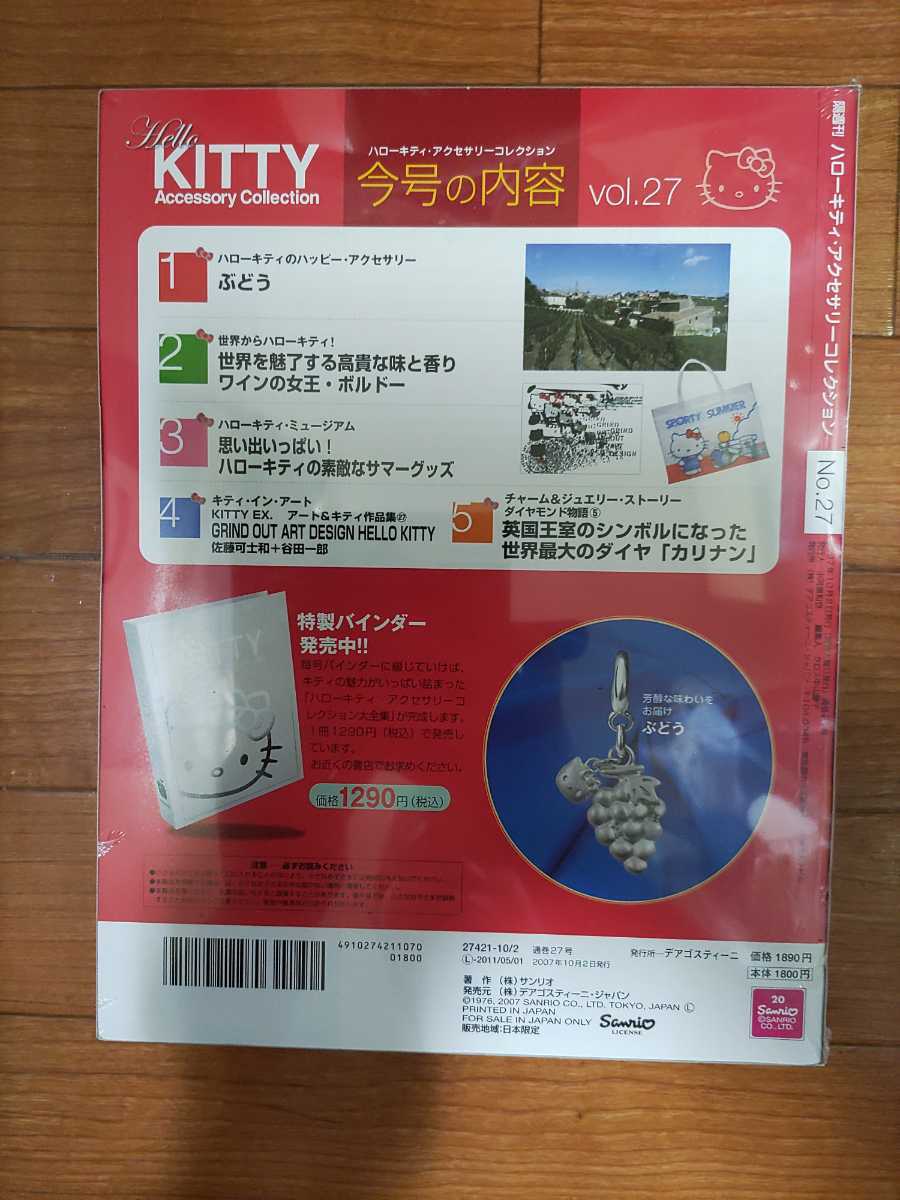 Hello
KITTY
Accessory Collection
ハローキティ・アクセサリーコレクション
今号の内容
vol.27
1
ハローキティのハッピー・アクセサリー
ぶどう
2
世界からハローキティ!
世界を魅了する高貴な味と香り
ワインの女王・ボルドー
3
ハローキティ・ミュージアム
思い出いっぱい!
ハローキティの素敵なサマーグッズ
SPORTY SUMMER
GRIND
OUT
ART
DESIGN
4
キティ・イン・アート
KITTY EX. アート&キティ作品集㉗
GRIND OUT ART DESIGN HELLO KITTY
佐藤可士和+谷田一郎
5
チャーム&ジュエリー・ストーリー
ダイヤモンド物語⑤
英国王室のシンボルになった
世界最大のダイヤ「カリナン」
KITTY
特製バインダー
発売中!!
毎号バインダーに綴じていけば、
キティの魅力がいっぱい詰まった
「ハローキティ アクセサリーコ
レクション大全集」が完成します。
1冊1290円(税込)で発売し
ています。
お近くの書店でお求めください。
価格1290円(税込)
芳醇な味わいを
お届け
ぶどう
注意 必ずお読みください
4910274211070
01800
27421-10/2 通巻27号
Ⓛ-2011/05/01 2007年10月2日発行
発行所─デアゴスティーニ
価格 1890円
本体 1800円
著 作 (株)サンリオ
発売元 (株)デアゴスティーニ・ジャパン
©1976, 2007 SANRIO CO., LTD. TOKYO, JAPAN Ⓛ
PRINTED IN JAPAN
FOR SALE IN JAPAN ONLY
販売地域:日本限定
Sanrio
LICENSE
20
Sanrio
©SANRIO
CO., LTD.
隔週刊 ハローキティ・アクセサリーコレクション No.27